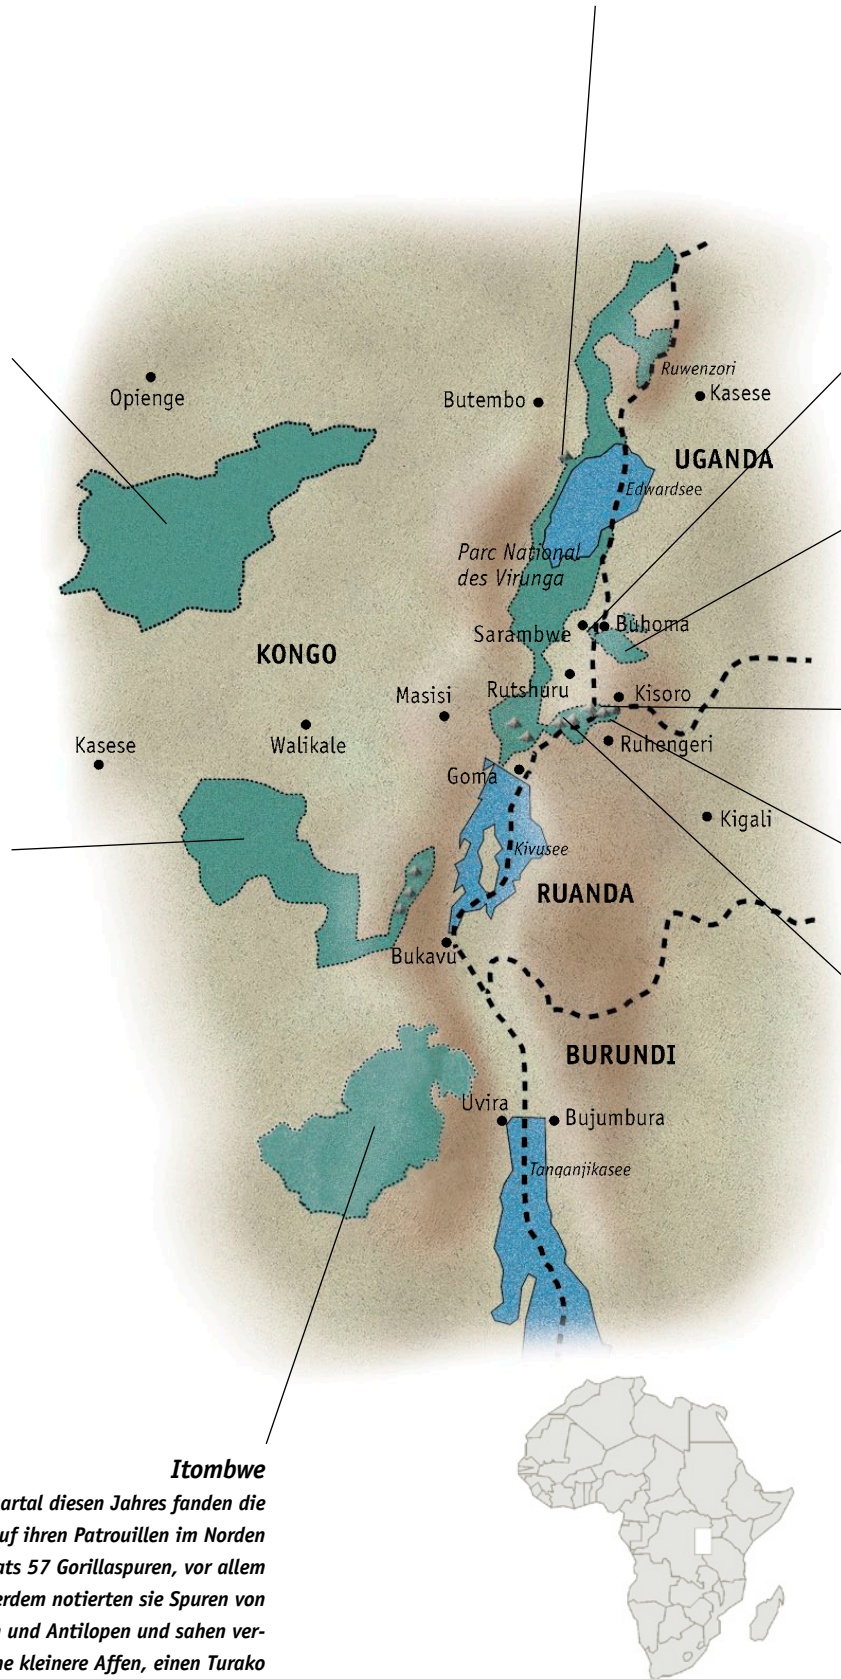 Ruwenzori
Opienge
Butembo
Kasese
UGANDA
Edwardsee
Parc National
des Virunga
Sarambwe
Buhoma
KONGO
Rutshuru
Kisoro
Masisi
Kasese
Walikale
Ruhengeri
Goma
Kigali
Kivusee
RUANDA
Bukavu
BURUNDI
Uvira
Bujumbura
Tanganjikasee
Itombwe
artal diesen Jahres fanden die
uf ihren Patrouillen im Norden
ats 57 Gorillaspuren, vor allem
erdem notierten sie Spuren von
und Antilopen und sahen ver-
ne kleinere Affen, einen Turako